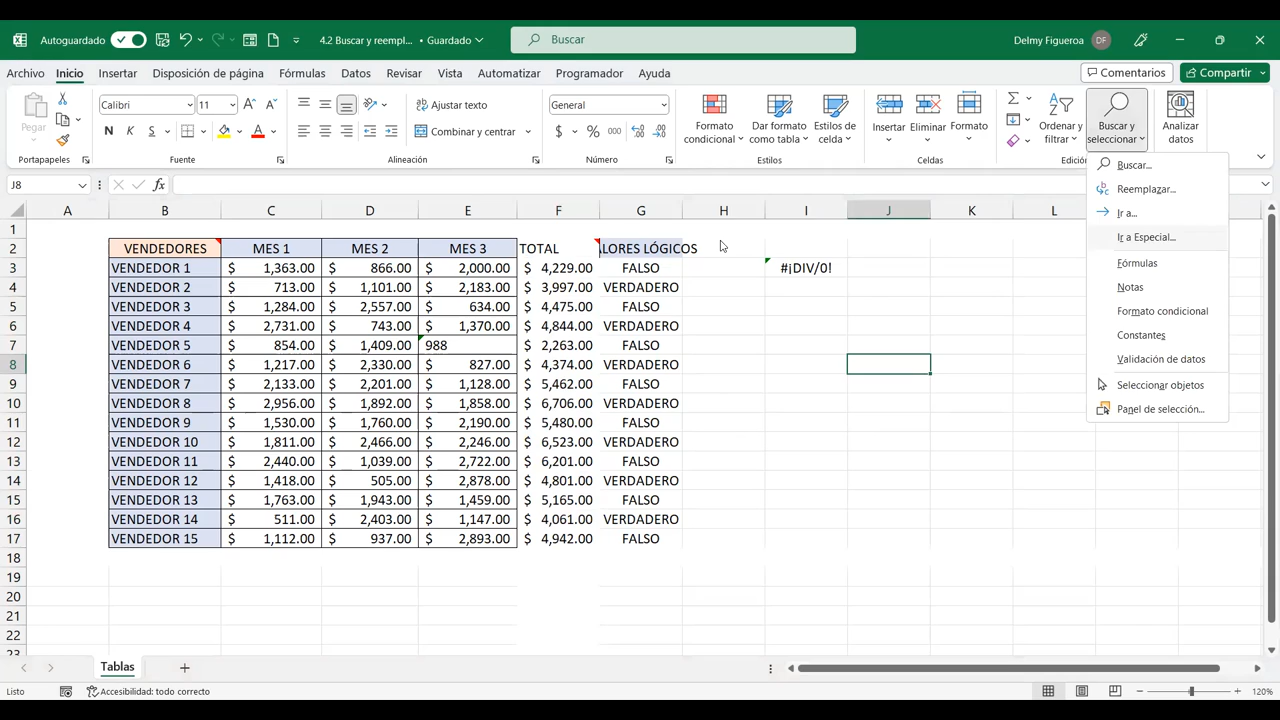 Autoguardado
4.2 Buscar y reempl... • Guardado
Buscar
Delmy Figueroa
DF
Archivo Inicio Insertar Disposición de página Fórmulas Datos Revisar Vista Automatizar Programador Ayuda
Comentarios
Compartir
Pegar
Portapapeles
Calibri
11
N K S
Fuente
Ajustar texto
Combinar y centrar
Alineación
General
$ % 000
Número
Formato
condicional
Dar formato
como tabla
Estilos de
celda
Estilos
Insertar
Eliminar
Formato
Celdas
Ordenar y
filtrar
Buscar y
seleccionar
Edición
Analizar
datos
Buscar...
Reemplazar...
Ir a...
Ir a Especial...
Fórmulas
Notas
Formato condicional
Constantes
Validación de datos
Seleccionar objetos
Panel de selección...
J8
fx
A B C D E F G H I J K L
1
2 VENDEDORES MES 1 MES 2 MES 3 TOTAL ALORES LÓGICOS
3 VENDEDOR 1 $ 1,363.00 $ 866.00 $ 2,000.00 $ 4,229.00 FALSO #¡DIV/0!
4 VENDEDOR 2 $ 713.00 $ 1,101.00 $ 2,183.00 $ 3,997.00 VERDADERO
5 VENDEDOR 3 $ 1,284.00 $ 2,557.00 $ 634.00 $ 4,475.00 FALSO
6 VENDEDOR 4 $ 2,731.00 $ 743.00 $ 1,370.00 $ 4,844.00 VERDADERO
7 VENDEDOR 5 $ 854.00 $ 1,409.00 988 $ 2,263.00 FALSO
8 VENDEDOR 6 $ 1,217.00 $ 2,330.00 $ 827.00 $ 4,374.00 VERDADERO
9 VENDEDOR 7 $ 2,133.00 $ 2,201.00 $ 1,128.00 $ 5,462.00 FALSO
10 VENDEDOR 8 $ 2,956.00 $ 1,892.00 $ 1,858.00 $ 6,706.00 VERDADERO
11 VENDEDOR 9 $ 1,530.00 $ 1,760.00 $ 2,190.00 $ 5,480.00 FALSO
12 VENDEDOR 10 $ 1,811.00 $ 2,466.00 $ 2,246.00 $ 6,523.00 VERDADERO
13 VENDEDOR 11 $ 2,440.00 $ 1,039.00 $ 2,722.00 $ 6,201.00 FALSO
14 VENDEDOR 12 $ 1,418.00 $ 505.00 $ 2,878.00 $ 4,801.00 VERDADERO
15 VENDEDOR 13 $ 1,763.00 $ 1,943.00 $ 1,459.00 $ 5,165.00 FALSO
16 VENDEDOR 14 $ 511.00 $ 2,403.00 $ 1,147.00 $ 4,061.00 VERDADERO
17 VENDEDOR 15 $ 1,112.00 $ 937.00 $ 2,893.00 $ 4,942.00 FALSO
18
19
20
21
22
23
Tablas
Listo
Accesibilidad: todo correcto
120%